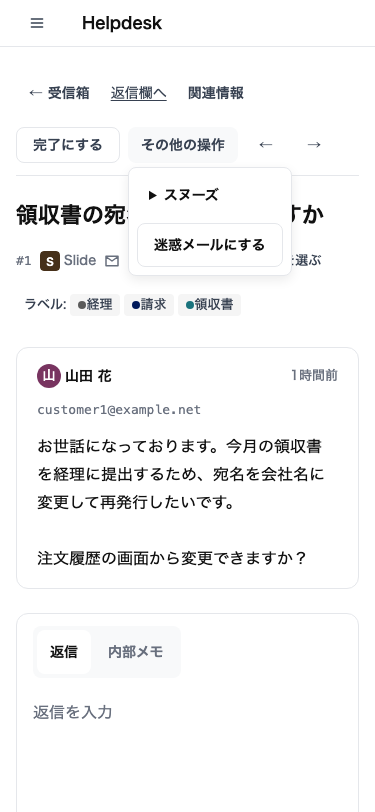 Helpdesk
← 受信箱 返信欄へ 関連情報
完了にする その他の操作 ← →
▶ スヌーズ
迷惑メールにする
領収書の宛 すか
#1 S Slide を選ぶ
ラベル: 経理 請求 領収書
山 山田 花 1時間前
customer1@example.net
お世話になっております。今月の領収書
を経理に提出するため、宛名を会社名に
変更して再発行したいです。
注文履歴の画面から変更できますか？
返信 内部メモ
返信を入力